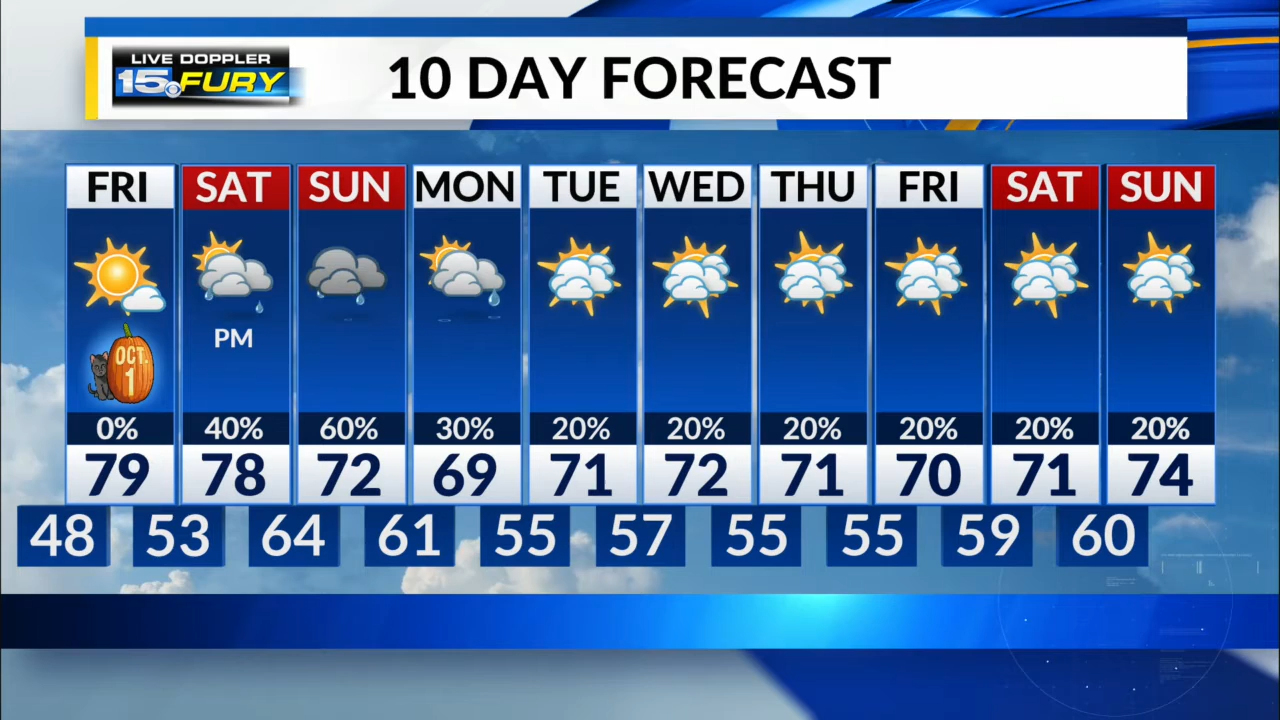 LIVE DOPPLER
15 FURY
10 DAY FORECAST
FRI SAT SUN MON TUE WED THU FRI SAT SUN
PM
OCT.
1
0% 40% 60% 30% 20% 20% 20% 20% 20% 20%
79 78 72 69 71 72 71 70 71 74
48 53 64 61 55 57 55 55 59 60